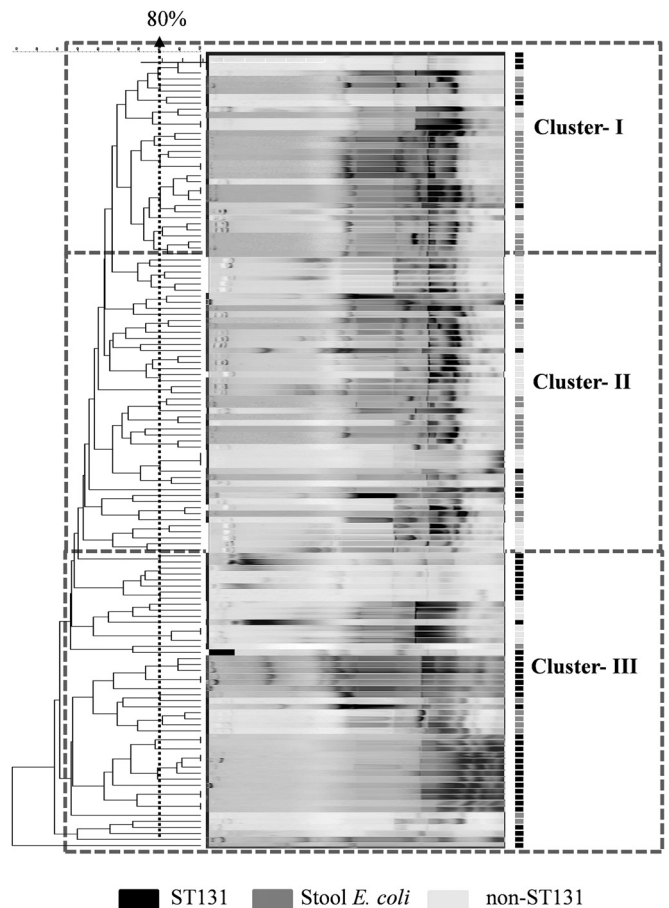 80%
Cluster- I
Cluster- II
Cluster- III
ST131 Stool E. coli non-ST131